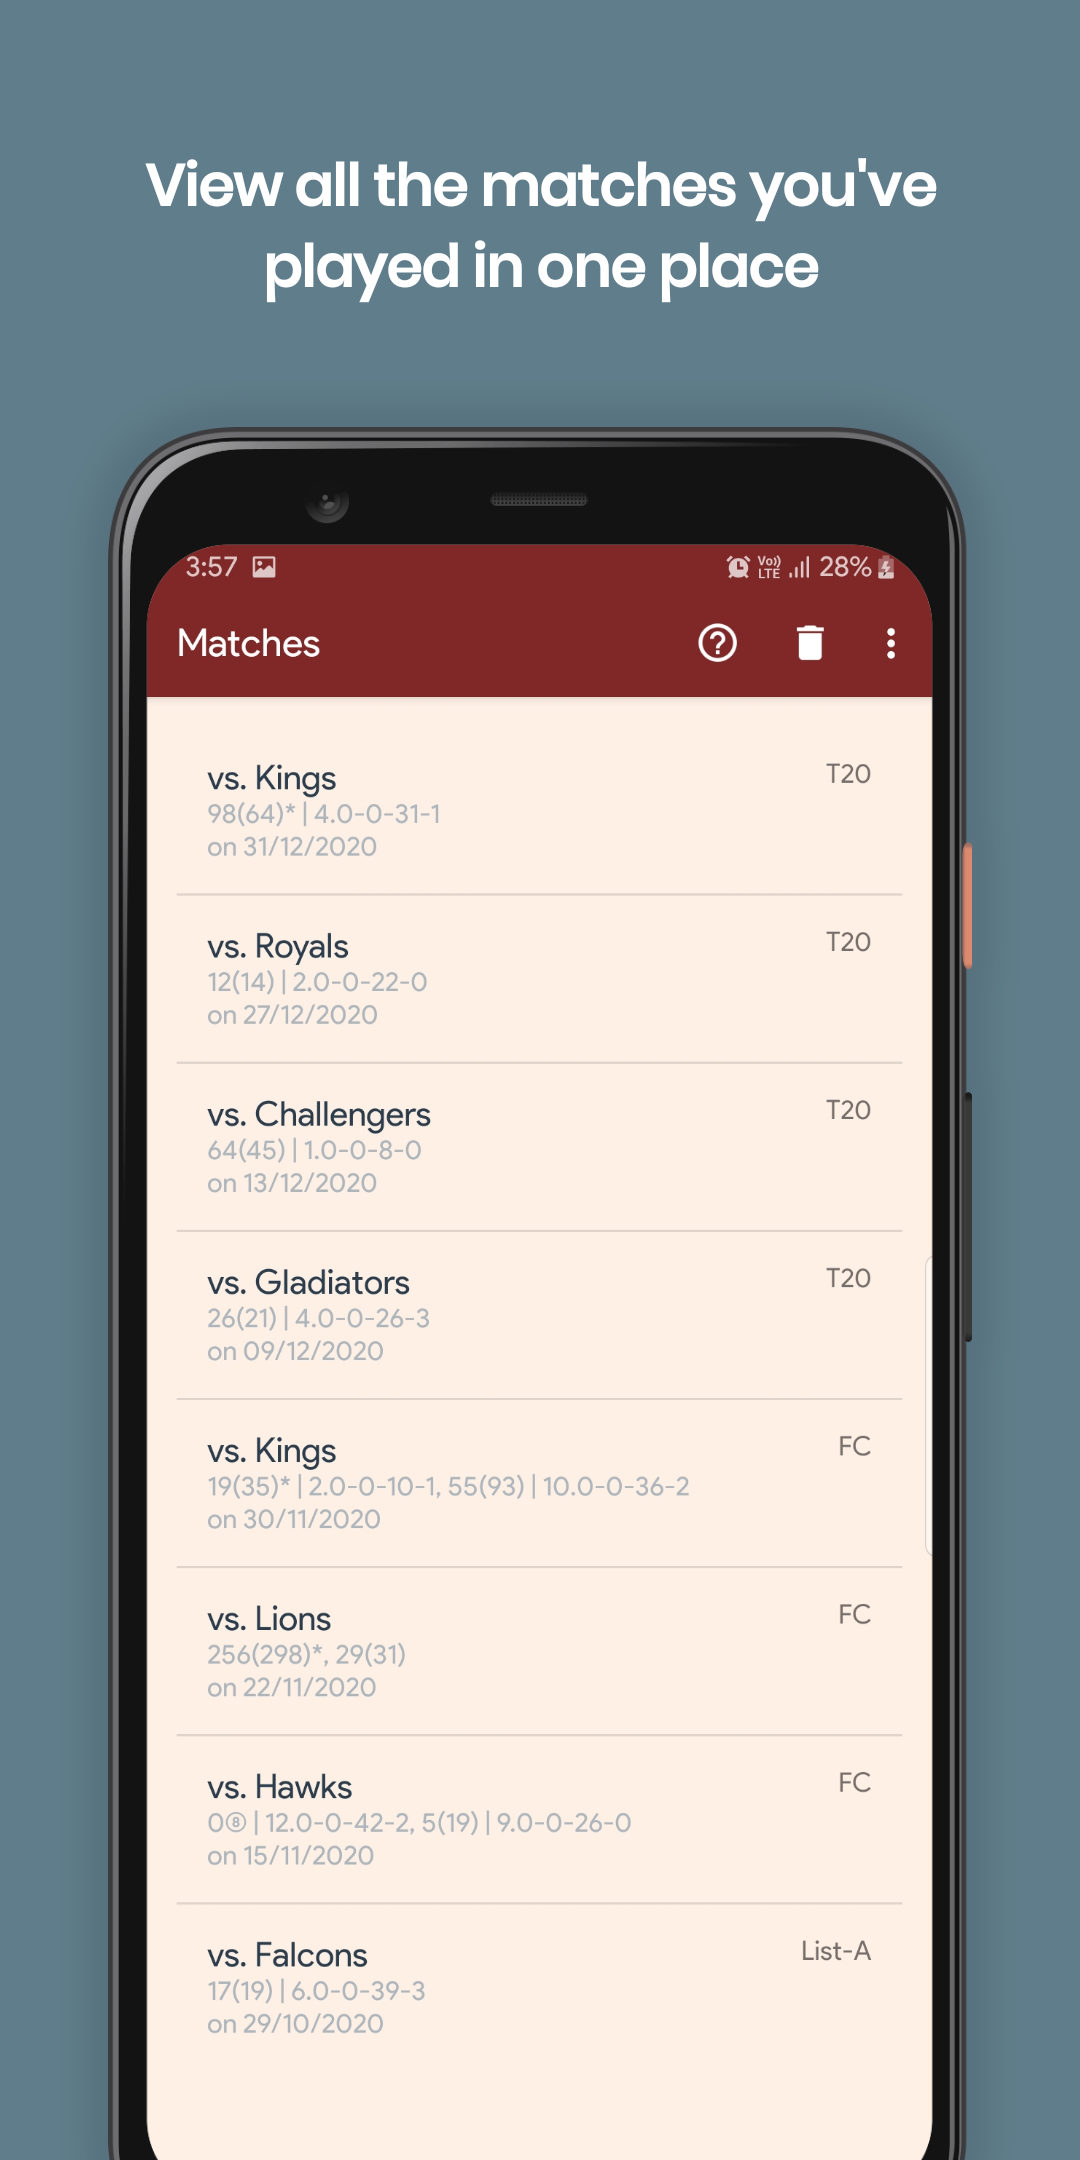 View all the matches you've
played in one place
3:57 Vo)) LTE 28%
Matches
vs. Kings T20
98(64)* | 4.0-0-31-1
on 31/12/2020
vs. Royals T20
12(14) | 2.0-0-22-0
on 27/12/2020
vs. Challengers T20
64(45) | 1.0-0-8-0
on 13/12/2020
vs. Gladiators T20
26(21) | 4.0-0-26-3
on 09/12/2020
vs. Kings FC
19(35)* | 2.0-0-10-1, 55(93) | 10.0-0-36-2
on 30/11/2020
vs. Lions FC
256(298)*, 29(31)
on 22/11/2020
vs. Hawks FC
0⑧ | 12.0-0-42-2, 5(19) | 9.0-0-26-0
on 15/11/2020
vs. Falcons List-A
17(19) | 6.0-0-39-3
on 29/10/2020